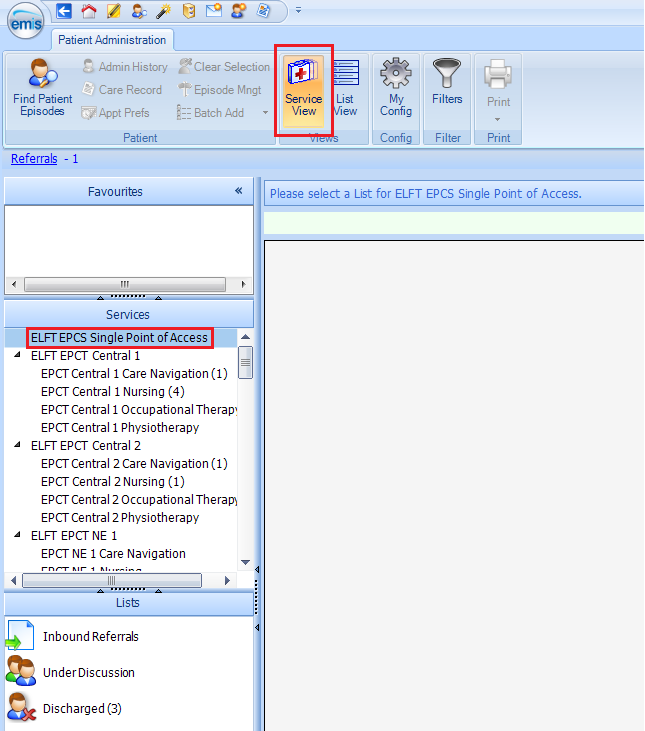 emis
Patient Administration
Find Patient Episodes
Admin History
Care Record
Appt Prefs
Clear Selection
Episode Mngt
Batch Add
Patient
Service View
List View
Views
My Config
Config
Filters
Filter
Print
Print
Referrals - 1
Favourites
Please select a List for ELFT EPCS Single Point of Access.
Services
ELFT EPCS Single Point of Access
ELFT EPCT Central 1
EPCT Central 1 Care Navigation (1)
EPCT Central 1 Nursing (4)
EPCT Central 1 Occupational Therapy
EPCT Central 1 Physiotherapy
ELFT EPCT Central 2
EPCT Central 2 Care Navigation (1)
EPCT Central 2 Nursing (1)
EPCT Central 2 Occupational Therapy
EPCT Central 2 Physiotherapy
ELFT EPCT NE 1
EPCT NE 1 Care Navigation
EPCT NE 1 Nursing
Lists
Inbound Referrals
Under Discussion
Discharged (3)